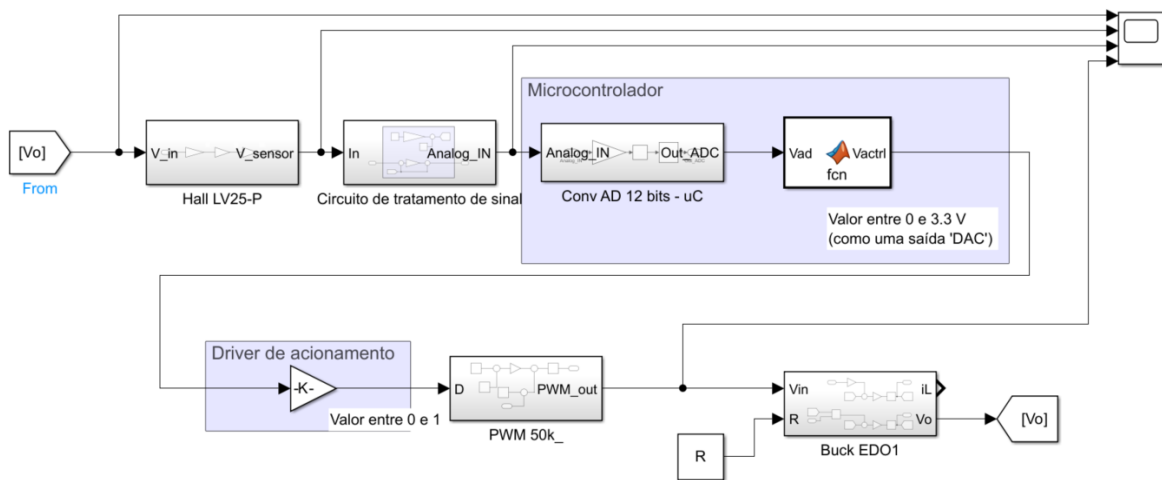 Microcontrolador
[Vo]
From
V_in
V_sensor
Hall LV25-P
In
Analog_IN
Circuito de tratamento de sinal
Analog_IN
Out_ADC
Conv AD 12 bits - uC
Vad
Vactrl
fcn
Valor entre 0 e 3.3 V
(como uma saída 'DAC')
Driver de acionamento
-K-
Valor entre 0 e 1
D
PWM_out
PWM 50k_
R
Vin
R
iL
Vo
Buck EDO1
[Vo]